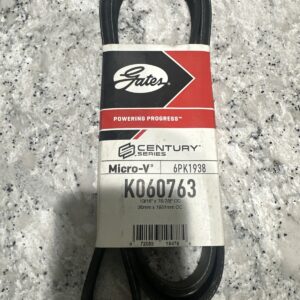 Gates
POWERING PROGRESS™
CENTURY
SERIES
Micro-V® 6PK1938
K060763